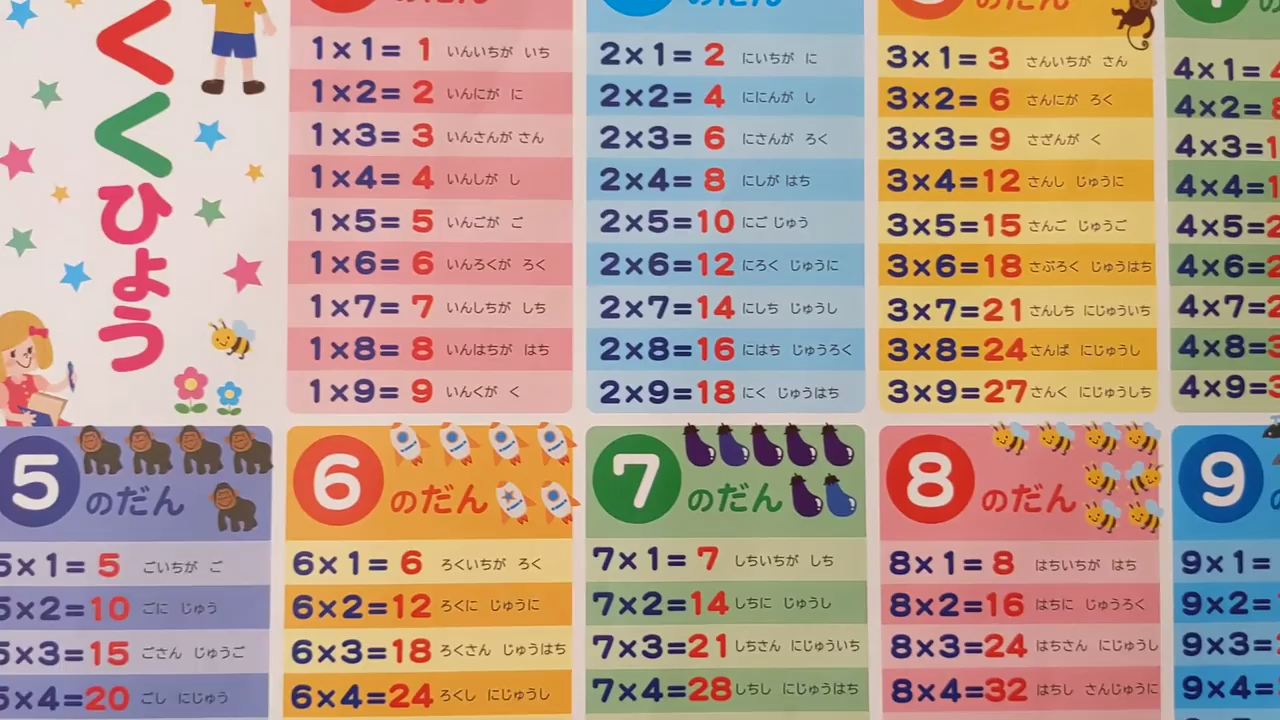 くくひょう
のだん
1×1=1 いんいちが いち
1×2=2 いんにが に
1×3=3 いんさんが さん
1×4=4 いんしが し
1×5=5 いんごが ご
1×6=6 いんろくが ろく
1×7=7 いんしちが しち
1×8=8 いんはちが はち
1×9=9 いんくが く
のだん
2×1=2 にいちが に
2×2=4 ににんが し
2×3=6 にさんが ろく
2×4=8 にしが はち
2×5=10 にご じゅう
2×6=12 にろく じゅうに
2×7=14 にしち じゅうし
2×8=16 にはち じゅうろく
2×9=18 にく じゅうはち
のだん
3×1=3 さんいちが さん
3×2=6 さんにが ろく
3×3=9 さざんが く
3×4=12 さんし じゅうに
3×5=15 さんご じゅうご
3×6=18 さぶろく じゅうはち
3×7=21 さんしち にじゅういち
3×8=24 さんぱ にじゅうし
3×9=27 さんく にじゅうしち
4×1=
4×2=
4×3=1
4×4=1
4×5=2
4×6=2
4×7=2
4×8=3
4×9=3
5のだん
5×1=5 ごいちが ご
5×2=10 ごに じゅう
5×3=15 ごさん じゅうご
5×4=20 ごし にじゅう
6のだん
6×1=6 ろくいちが ろく
6×2=12 ろくに じゅうに
6×3=18 ろくさん じゅうはち
6×4=24 ろくし にじゅうし
7のだん
7×1=7 しちいちが しち
7×2=14 しちに じゅうし
7×3=21 しちさん にじゅういち
7×4=28 しちし にじゅうはち
8のだん
8×1=8 はちいちが はち
8×2=16 はちに じゅうろく
8×3=24 はちさん にじゅうし
8×4=32 はちし さんじゅうに
9
9×1=
9×2=
9×3=
9×4=